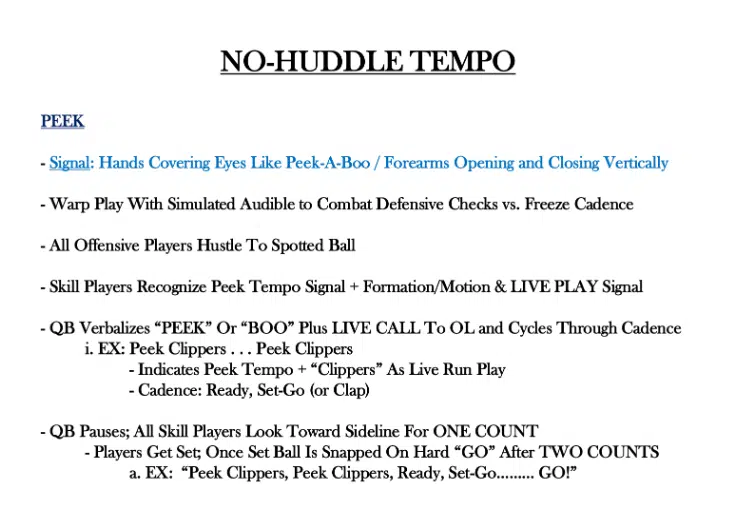 NO-HUDDLE TEMPO
PEEK
- Signal: Hands Covering Eyes Like Peek-A-Boo / Forearms Opening and Closing Vertically
- Warp Play With Simulated Audible to Combat Defensive Checks vs. Freeze Cadence
- All Offensive Players Hustle To Spotted Ball
- Skill Players Recognize Peek Tempo Signal + Formation/Motion & LIVE PLAY Signal
- QB Verbalizes “PEEK” Or “BOO” Plus LIVE CALL To OL and Cycles Through Cadence
i. EX: Peek Clippers . . . Peek Clippers
- Indicates Peek Tempo + “Clippers” As Live Run Play
- Cadence: Ready, Set-Go (or Clap)
- QB Pauses; All Skill Players Look Toward Sideline For ONE COUNT
- Players Get Set; Once Set Ball Is Snapped On Hard “GO” After TWO COUNTS
a. EX: “Peek Clippers, Peek Clippers, Ready, Set-Go......... GO!”